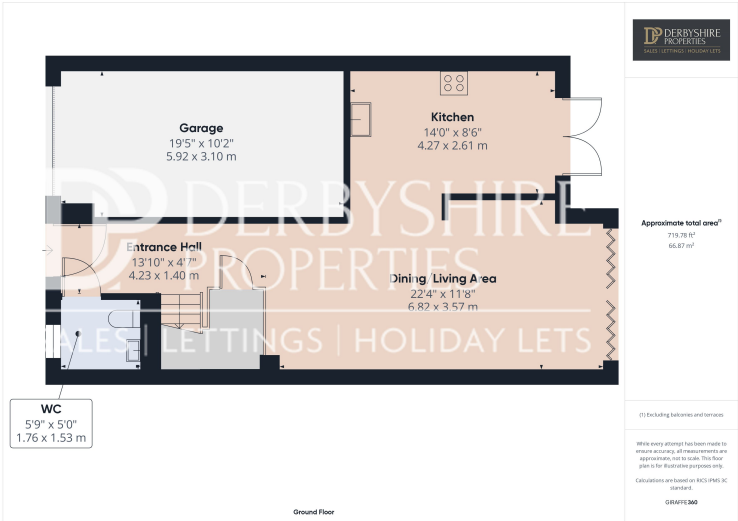 DERBYSHIRE
PROPERTIES
SALES | LETTINGS | HOLIDAY LETS
Garage
19'5" x 10'2"
5.92 x 3.10 m
Kitchen
14'0" x 8'6"
4.27 x 2.61 m
Entrance Hall
13'10" x 4'7"
4.23 x 1.40 m
Dining/Living Area
22'4" x 11'8"
6.82 x 3.57 m
WC
5'9" x 5'0"
1.76 x 1.53 m
DERBYSHIRE
PROPERTIES
SALES | LETTINGS | HOLIDAY LETS
Ground Floor
Approximate total area⁽¹⁾
719.78 ft²
66.87 m²
(1) Excluding balconies and terraces
While every attempt has been made to
ensure accuracy, all measurements are
approximate, not to scale. This floor
plan is for illustrative purposes only.
Calculations are based on RICS IPMS 3C
standard.
GIRAFFE360